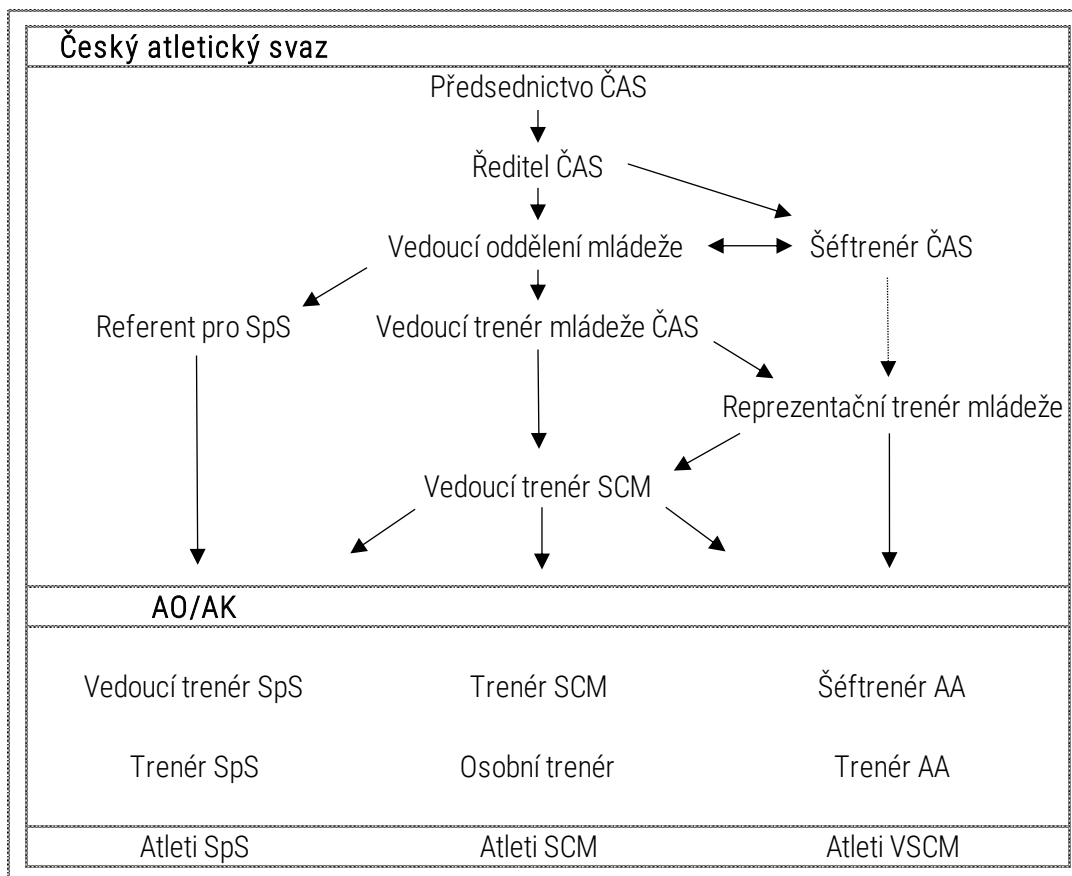 Český atletický svaz
Předsednictvo ČAS
Ředitel ČAS
Vedoucí oddělení mládeže
Šéftrenér ČAS
Referent pro SpS
Vedoucí trenér mládeže ČAS
Reprezentační trenér mládeže
Vedoucí trenér SCM
AO/AK
Vedoucí trenér SpS
Trenér SCM
Šéftrenér AA
Trenér SpS
Osobní trenér
Trenér AA
Atleti SpS
Atleti SCM
Atleti VSCM